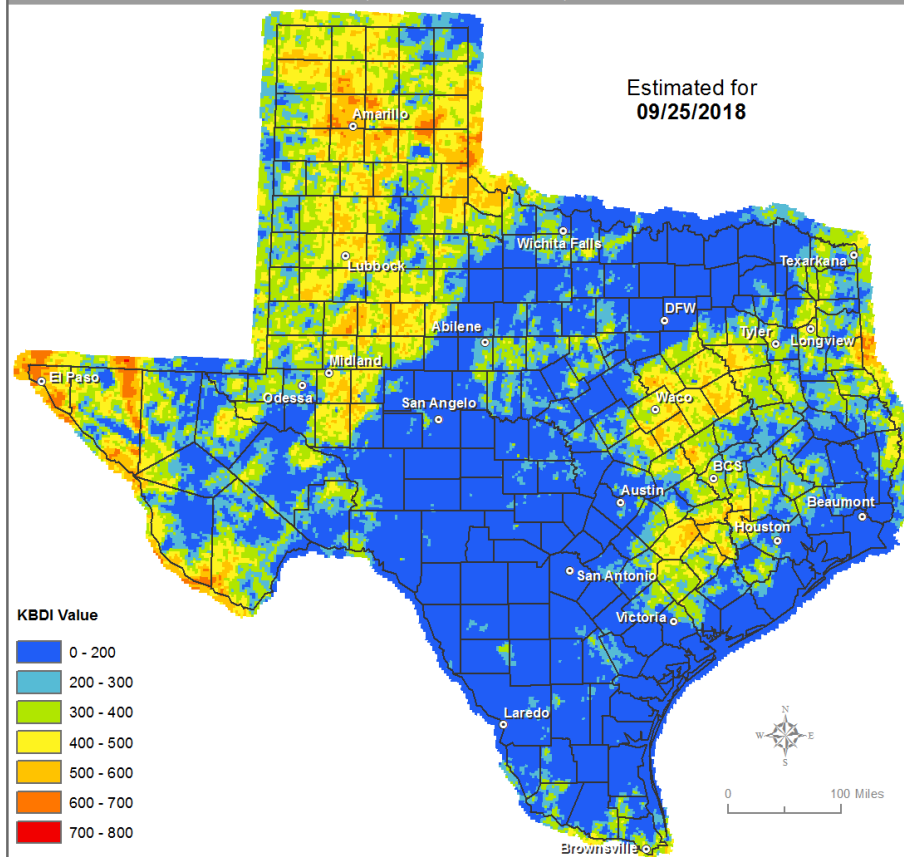 Estimated for
09/25/2018
Amarillo
Wichita Falls
Texarkana
Lubbock
DFW
Abilene
Tyler
Longview
Midland
El Paso
Odessa
San Angelo
Waco
BCS
Austin
Beaumont
Houston
San Antonio
Victoria
KBDI Value
0 - 200
200 - 300
300 - 400
400 - 500
500 - 600
600 - 700
700 - 800
Laredo
N
W E
S
0 100 Miles
Brownsville